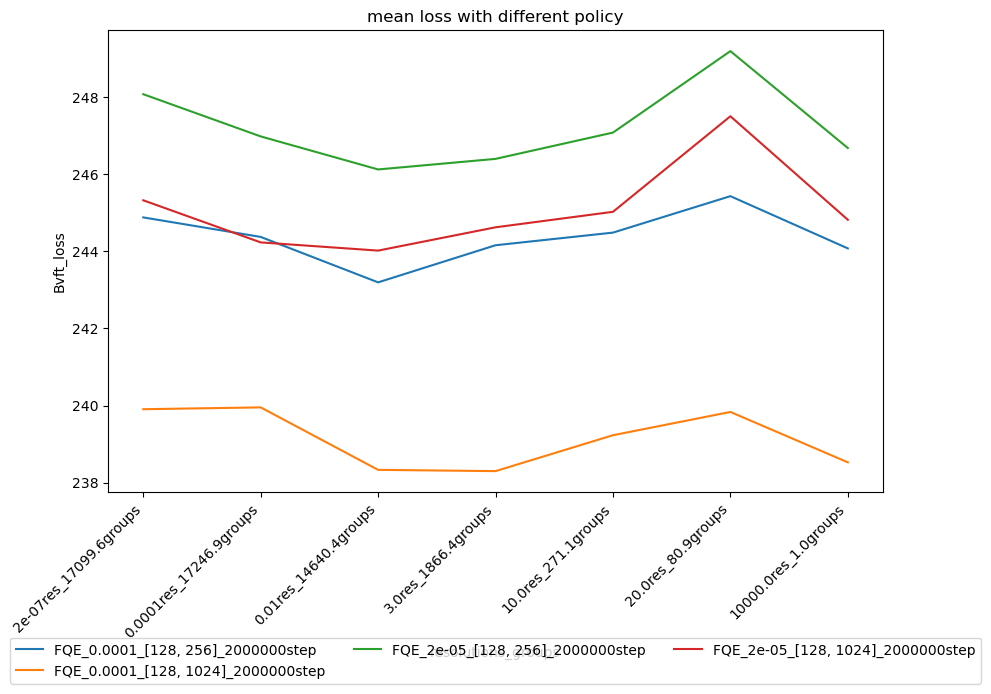 mean loss with different policy
Bvft_loss
248
246
244
242
240
238
2e-07res_17099.6groups
0.0001res_17246.9groups
0.01res_14640.4groups
3.0res_1866.4groups
10.0res_271.1groups
20.0res_80.9groups
10000.0res_1.0groups
FQE_0.0001_[128, 256]_2000000step
FQE_0.0001_[128, 1024]_2000000step
FQE_2e-05_[128, 256]_2000000step
FQE_2e-05_[128, 1024]_2000000step